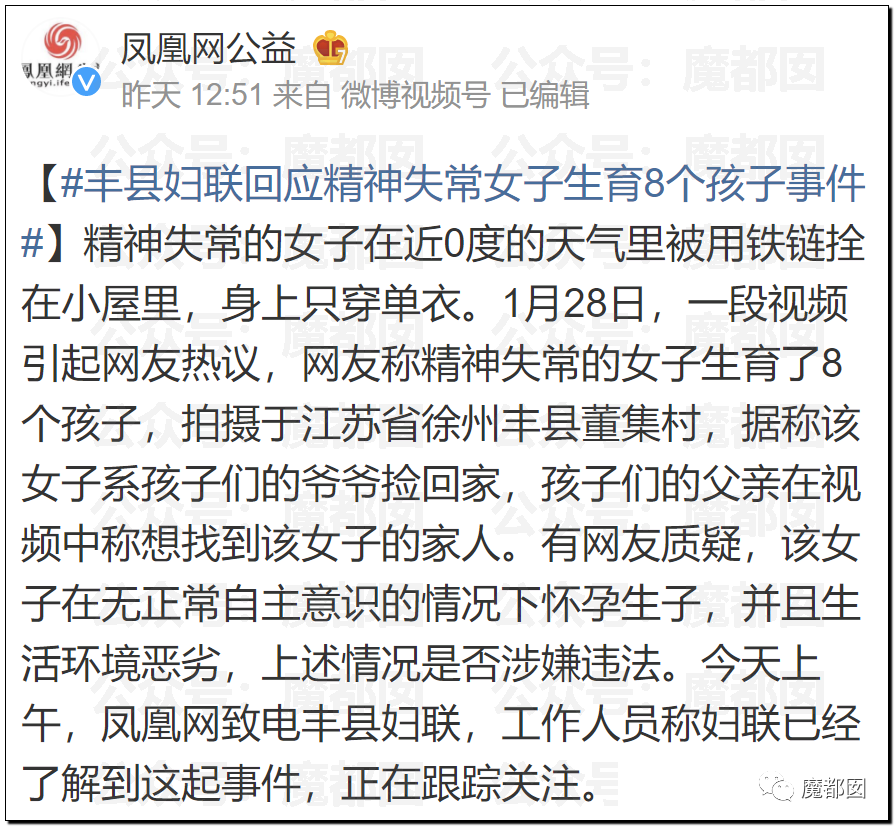 凤凰网公益
凰網
ngyi.ife
昨天 12:51 来自 微博视频号 已编辑
【#丰县妇联回应精神失常女子生育8个孩子事件
#】精神失常的女子在近0度的天气里被用铁链拴
在小屋里，身上只穿单衣。1月28日，一段视频
引起网友热议，网友称精神失常的女子生育了8
个孩子，拍摄于江苏省徐州丰县董集村，据称该
女子系孩子们的爷爷捡回家，孩子们的父亲在视
频中称想找到该女子的家人。有网友质疑，该女
子在无正常自主意识的情况下怀孕生子，并且生
活环境恶劣，上述情况是否涉嫌违法。今天上
午，凤凰网致电丰县妇联，工作人员称妇联已经
了解到这起事件，正在跟踪关注。
公众号：魔都囡
魔都囡